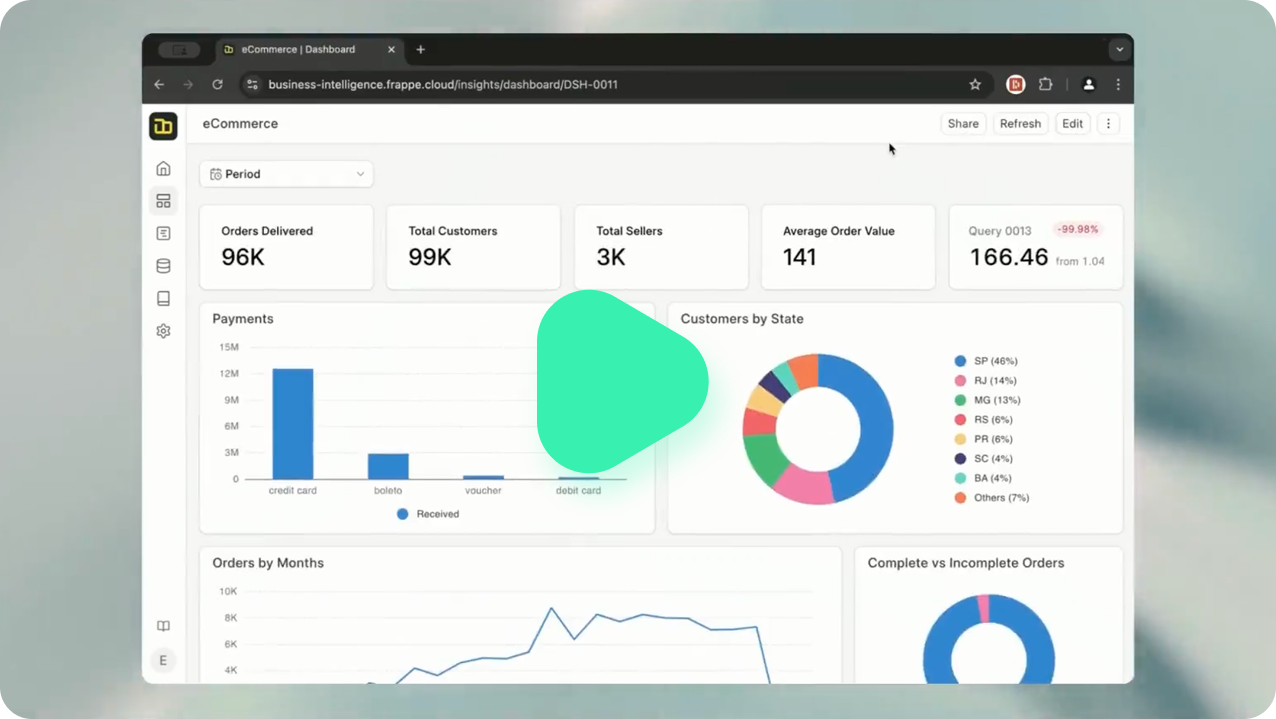 eCommerce | Dashboard
business-intelligence.frappe.cloud/insights/dashboard/DSH-0011
eCommerce
Share
Refresh
Edit
Period
Orders Delivered
96K
Total Customers
99K
Total Sellers
3K
Average Order Value
141
Query 0013
-99.98%
166.46 from 1.04
Payments
15M
12M
9M
6M
3M
0
credit card
boleto
voucher
debit card
Received
Customers by State
SP (46%)
RJ (14%)
MG (13%)
RS (6%)
PR (6%)
SC (4%)
BA (4%)
Others (7%)
Orders by Months
10K
8K
6K
4K
Complete vs Incomplete Orders
E